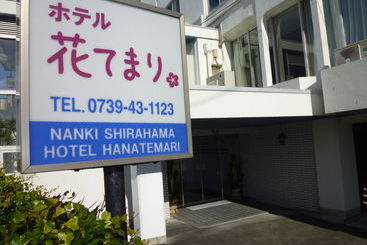 ホテル
花てまり
TEL. 0739-43-1123
NANKI SHIRAHAMA
HOTEL HANATEMARI